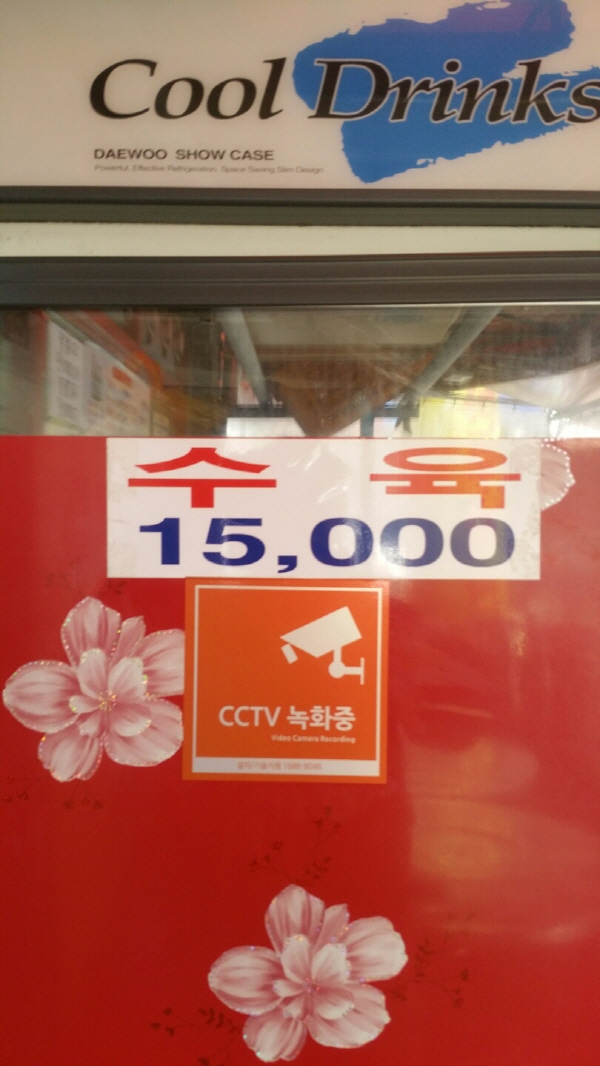 Cool Drinks
DAEWOO SHOW CASE
Powerful, Effective Refrigeration, Space Saving Slim Design
수육
15,000
CCTV 녹화중
Video Camera Recording